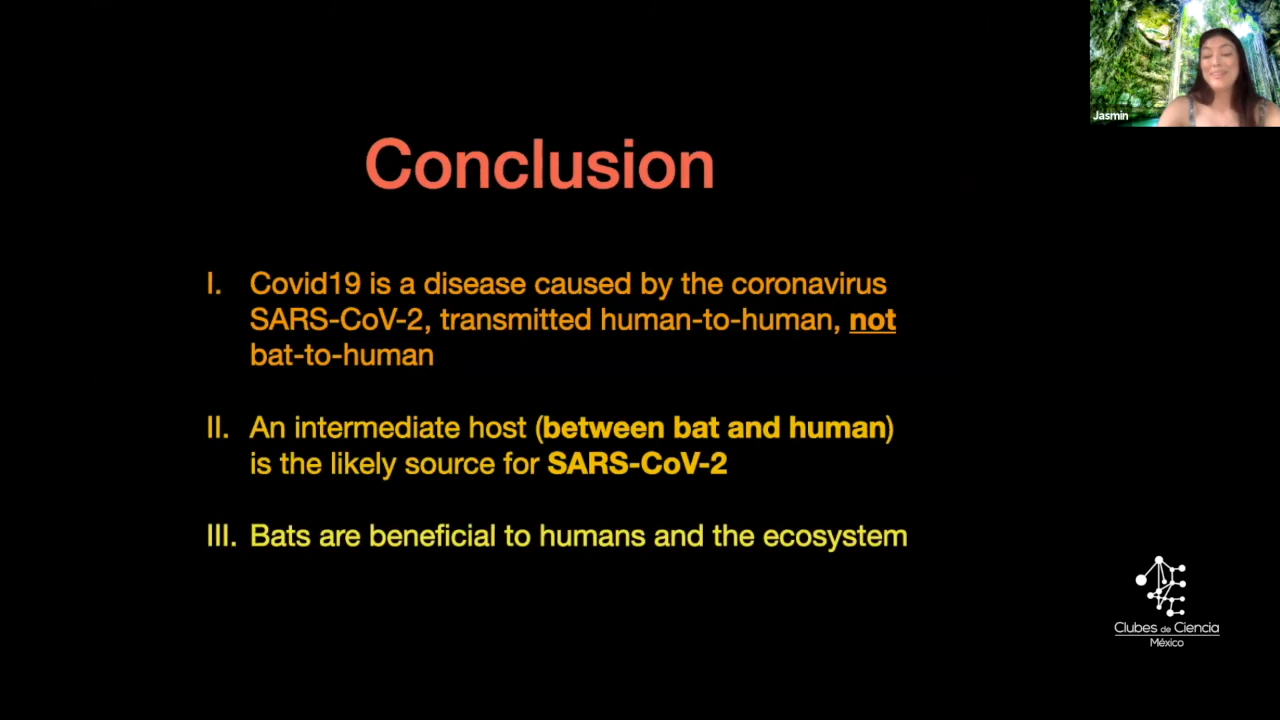 Jasmin
Conclusion
I. Covid19 is a disease caused by the coronavirus
SARS-CoV-2, transmitted human-to-human, not
bat-to-human
II. An intermediate host (between bat and human)
is the likely source for SARS-CoV-2
III. Bats are beneficial to humans and the ecosystem
Clubes de Ciencia
México